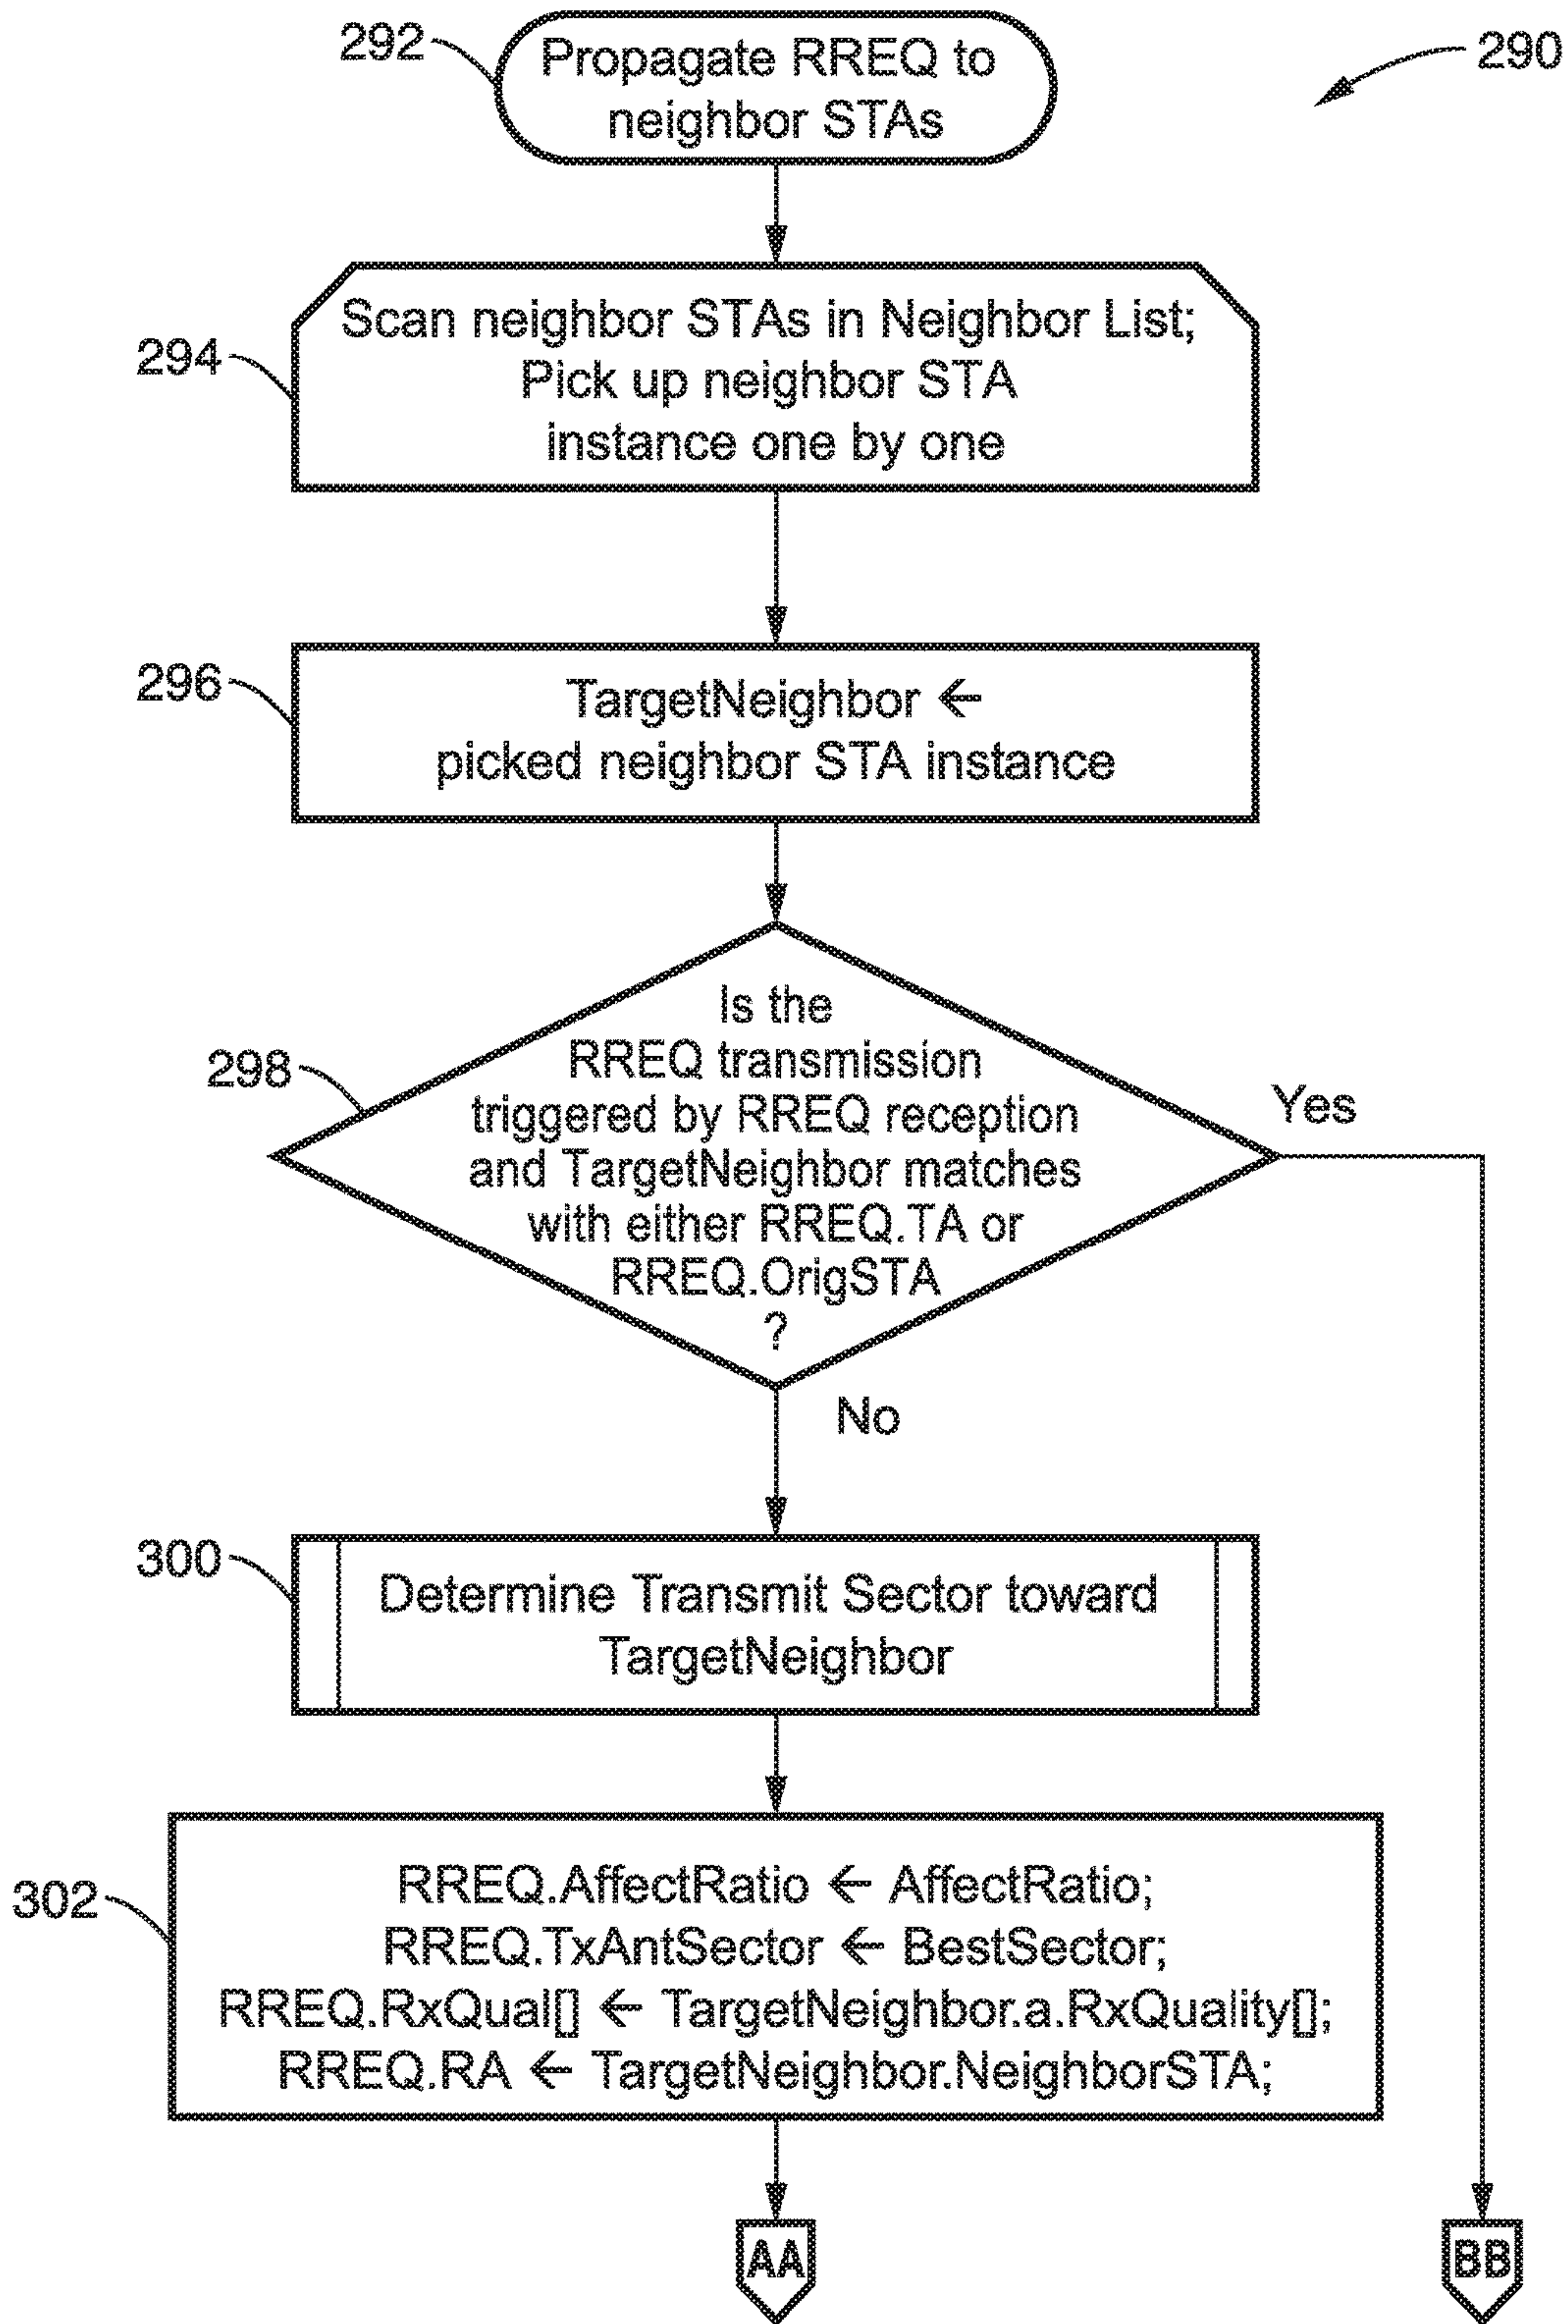 292
Propagate RREQ to
neighbor STAs
290
294
Scan neighbor STAs in Neighbor List;
Pick up neighbor STA
instance one by one
296
TargetNeighbor ←
picked neighbor STA instance
298
Is the
RREQ transmission
triggered by RREQ reception
and TargetNeighbor matches
with either RREQ.TA or
RREQ.OrigSTA
?
Yes
No
300
Determine Transmit Sector toward
TargetNeighbor
302
RREQ.AffectRatio ← AffectRatio;
RREQ.TxAntSector ← BestSector;
RREQ.RxQual[] ← TargetNeighbor.a.RxQuality[];
RREQ.RA ← TargetNeighbor.NeighborSTA;
AA
BB